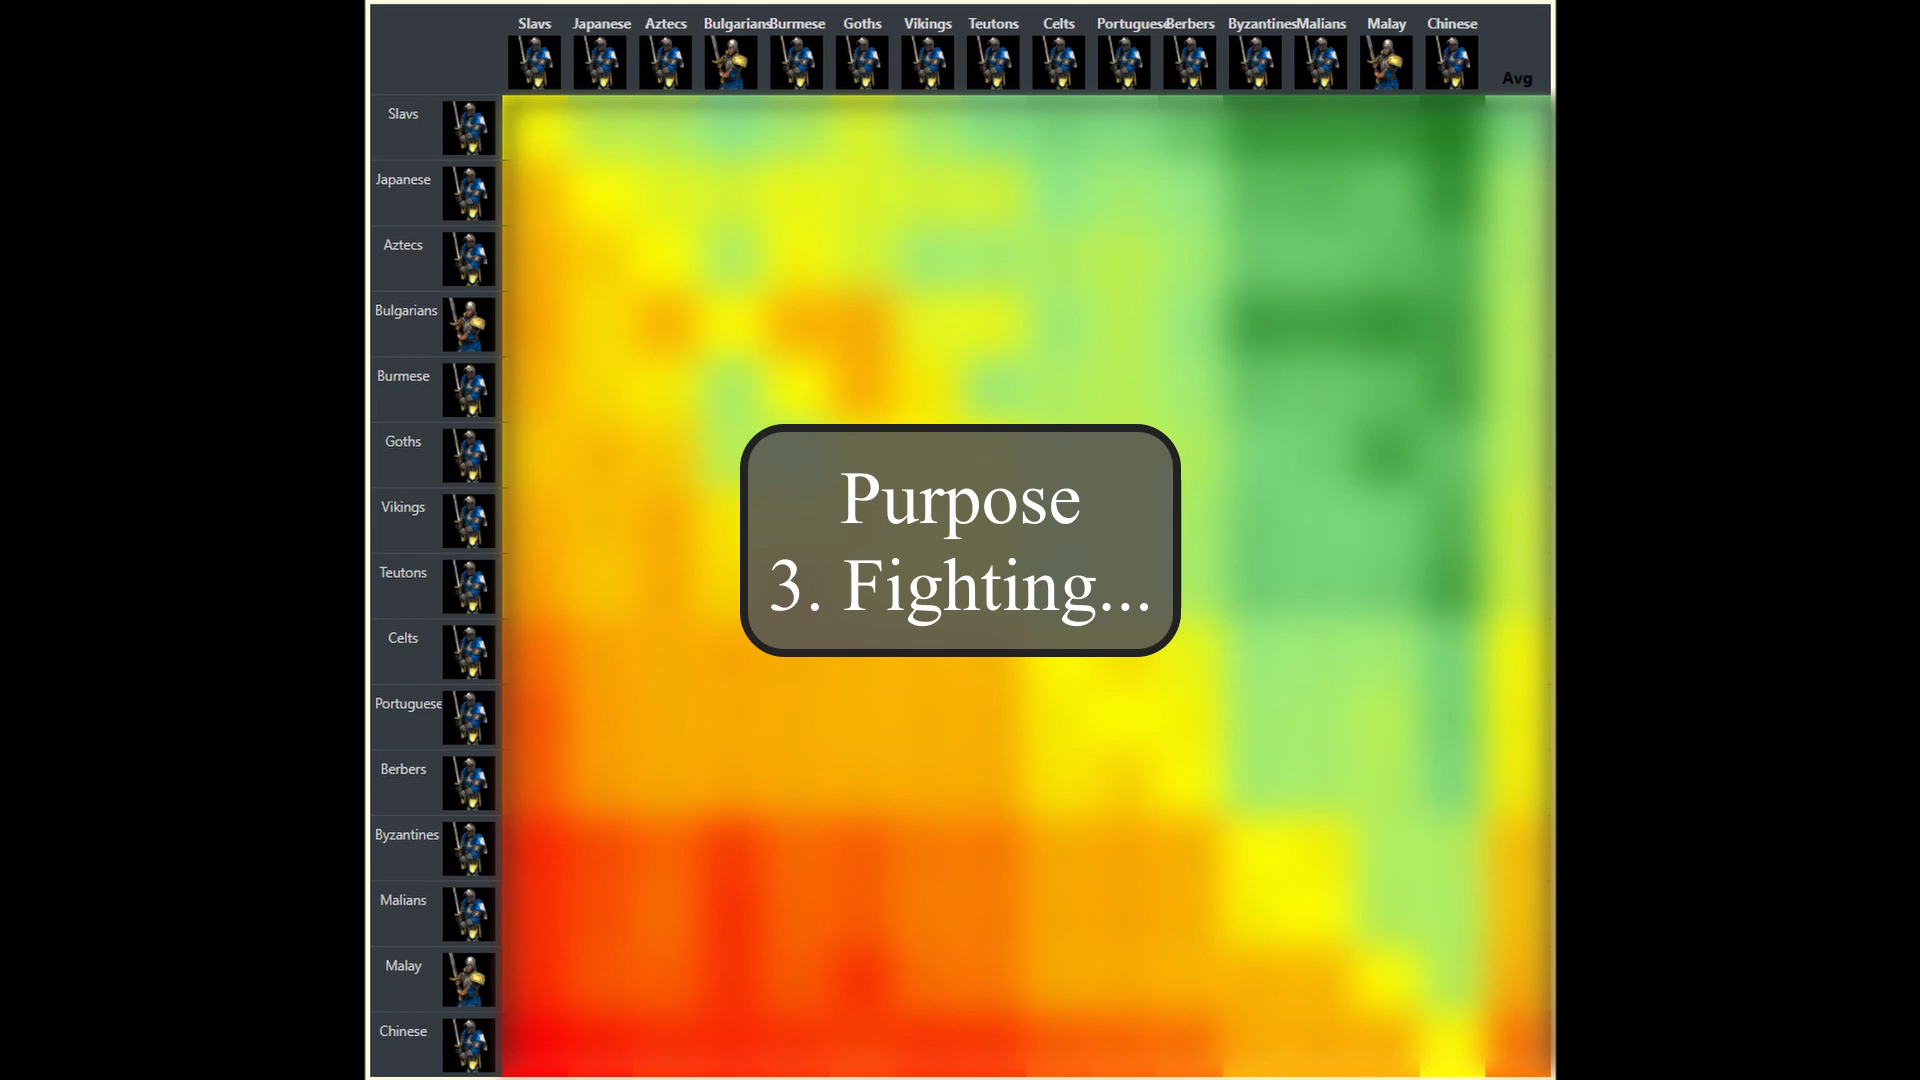 Slavs Japanese Aztecs Bulgarians Burmese Goths Vikings Teutons Celts Portuguese Berbers Byzantines Malians Malay Chinese
Avg
Slavs
Japanese
Aztecs
Bulgarians
Burmese
Goths
Vikings
Teutons
Celts
Portuguese
Berbers
Byzantines
Malians
Malay
Chinese
Purpose
3. Fighting...